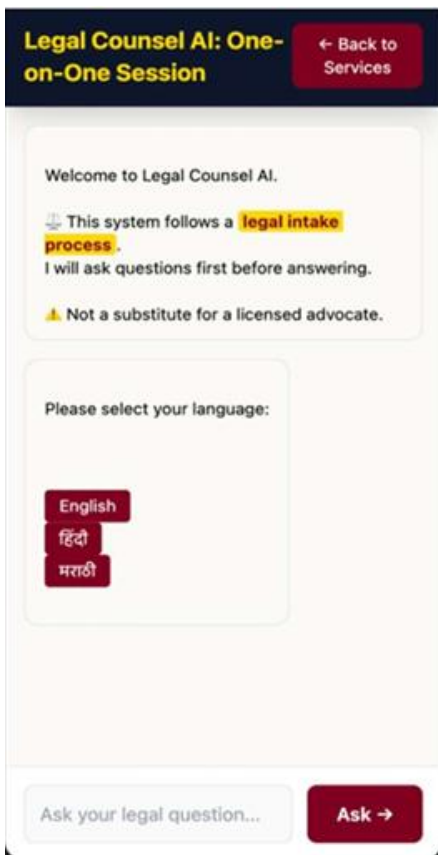 Legal Counsel AI: One-
on-One Session
← Back to
Services
Welcome to Legal Counsel AI.
⚖️ This system follows a legal intake
process .
I will ask questions first before answering.
⚠️ Not a substitute for a licensed advocate.
Please select your language:
English
हिंदी
मराठी
Ask your legal question...
Ask →